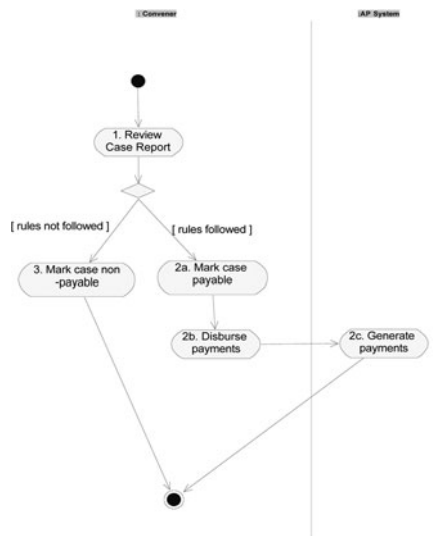 : Convener
:AP System
1. Review
Case Report
[ rules not followed ]
[ rules followed ]
3. Mark case non
-payable
2a. Mark case
payable
2b. Disburse
payments
2c. Generate
payments